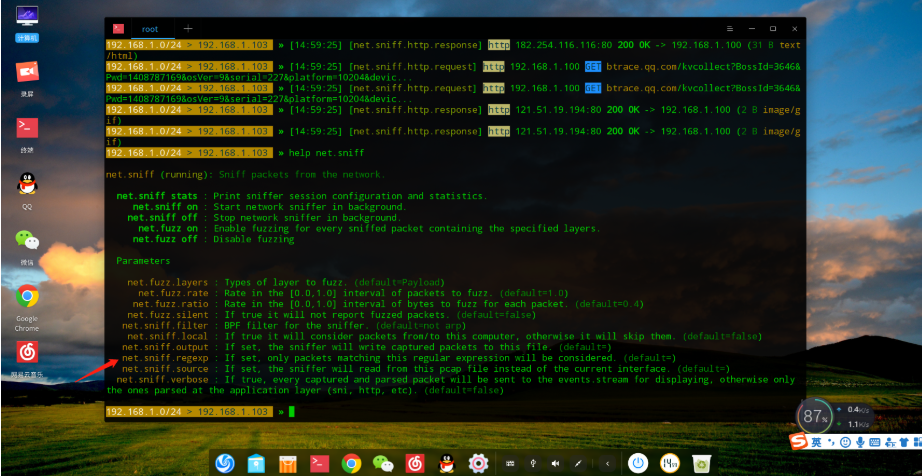 计算机
录屏
终端
QQ
微信
Google
Chrome
网易云音乐
root
192.168.1.0/24 > 192.168.1.103 » [14:59:25] [net.sniff.http.response] http 182.254.116.116:80 200 OK -> 192.168.1.100 (31 B text
/html)
192.168.1.0/24 > 192.168.1.103 » [14:59:25] [net.sniff.http.request] http 192.168.1.100 GET btrace.qq.com/kvcollect?BossId=3646&
Pwd=1408787169&osVer=9&serial=227&platform=10204&devic...
192.168.1.0/24 > 192.168.1.103 » [14:59:25] [net.sniff.http.request] http 192.168.1.100 GET btrace.qq.com/kvcollect?BossId=3646&
Pwd=1408787169&osVer=9&serial=227&platform=10204&devic...
192.168.1.0/24 > 192.168.1.103 » [14:59:25] [net.sniff.http.response] http 121.51.19.194:80 200 OK -> 192.168.1.100 (2 B image/g
if)
192.168.1.0/24 > 192.168.1.103 » [14:59:25] [net.sniff.http.response] http 121.51.19.194:80 200 OK -> 192.168.1.100 (2 B image/g
if)
192.168.1.0/24 > 192.168.1.103 » help net.sniff
net.sniff (running): Sniff packets from the network.
net.sniff stats : Print sniffer session configuration and statistics.
net.sniff on : Start network sniffer in background.
net.sniff off : Stop network sniffer in background.
net.fuzz on : Enable fuzzing for every sniffed packet containing the specified layers.
net.fuzz off : Disable fuzzing
Parameters
net.fuzz.layers : Types of layer to fuzz. (default=Payload)
net.fuzz.rate : Rate in the [0.0,1.0] interval of packets to fuzz. (default=1.0)
net.fuzz.ratio : Rate in the [0.0,1.0] interval of bytes to fuzz for each packet. (default=0.4)
net.fuzz.silent : If true it will not report fuzzed packets. (default=false)
net.sniff.filter : BPF filter for the sniffer. (default=not arp)
net.sniff.local : If true it will consider packets from/to this computer, otherwise it will skip them. (default=false)
net.sniff.output : If set, the sniffer will write captured packets to this file. (default=)
net.sniff.regexp : If set, only packets matching this regular expression will be considered. (default=)
net.sniff.source : If set, the sniffer will read from this pcap file instead of the current interface. (default=)
net.sniff.verbose : If true, every captured and parsed packet will be sent to the events.stream for displaying, otherwise only
the ones parsed at the application layer (sni, http, etc). (default=false)
192.168.1.0/24 > 192.168.1.103 »
87%
0.4K/s
1.1K/s
英